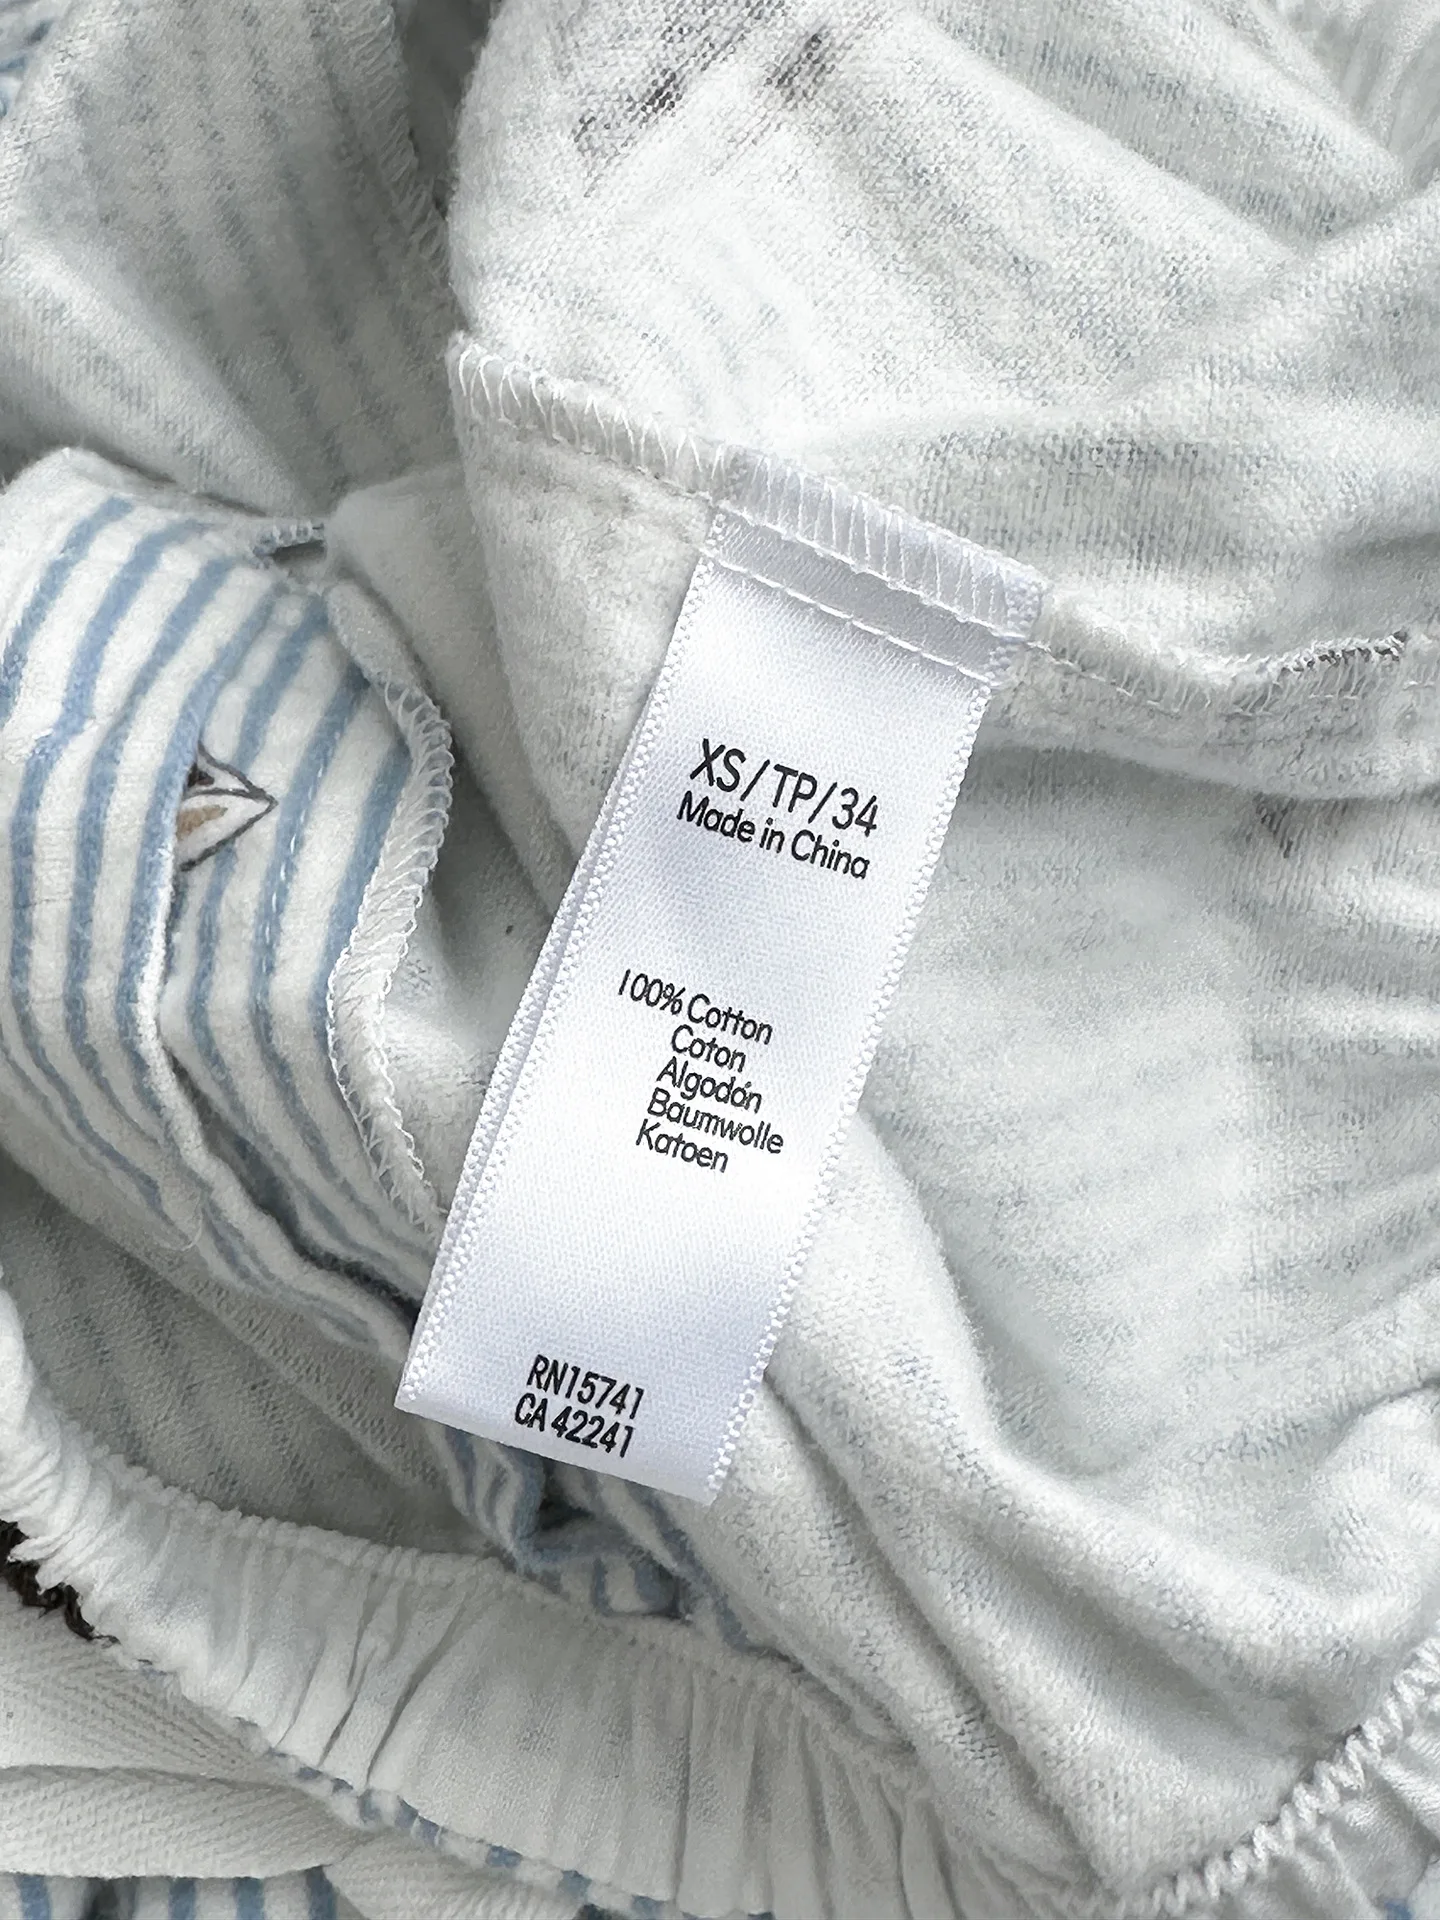 XS/TP/34
Made in China
100% Cotton
Coton
Algodón
Baumwolle
Katoen
RN15741
CA 42241